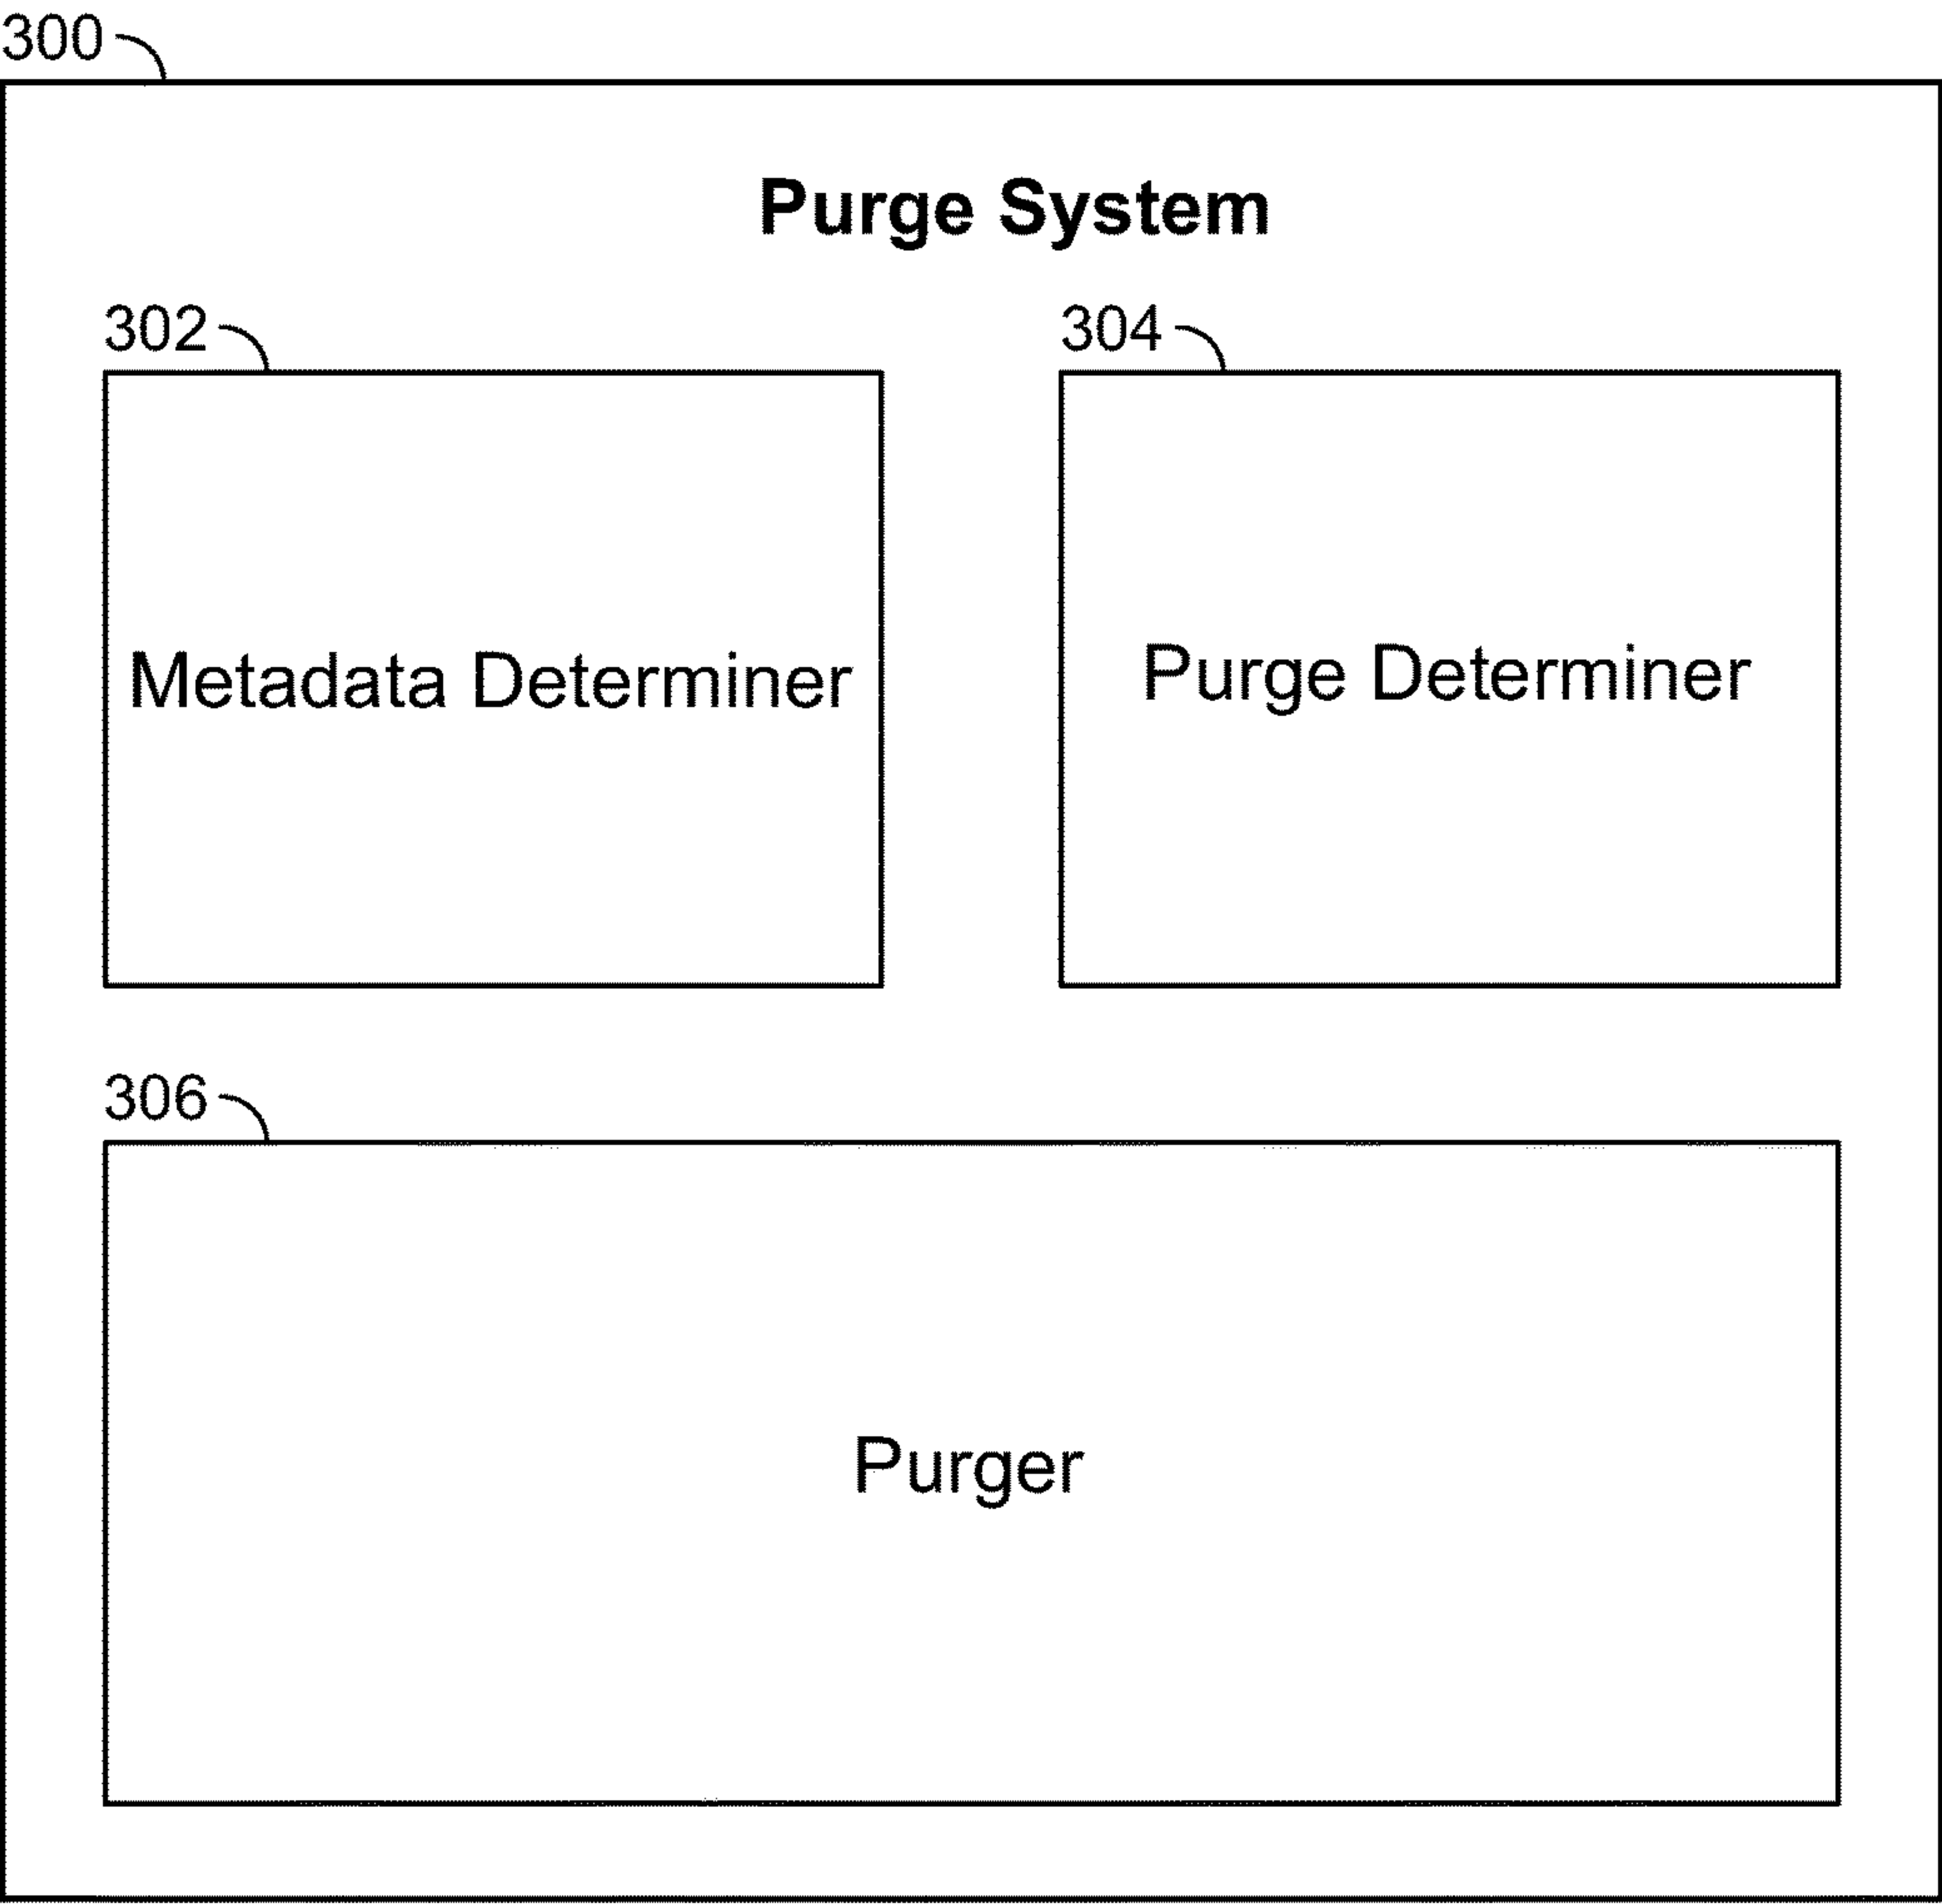 300
Purge System
302
304
Metadata Determiner
Purge Determiner
306
Purger